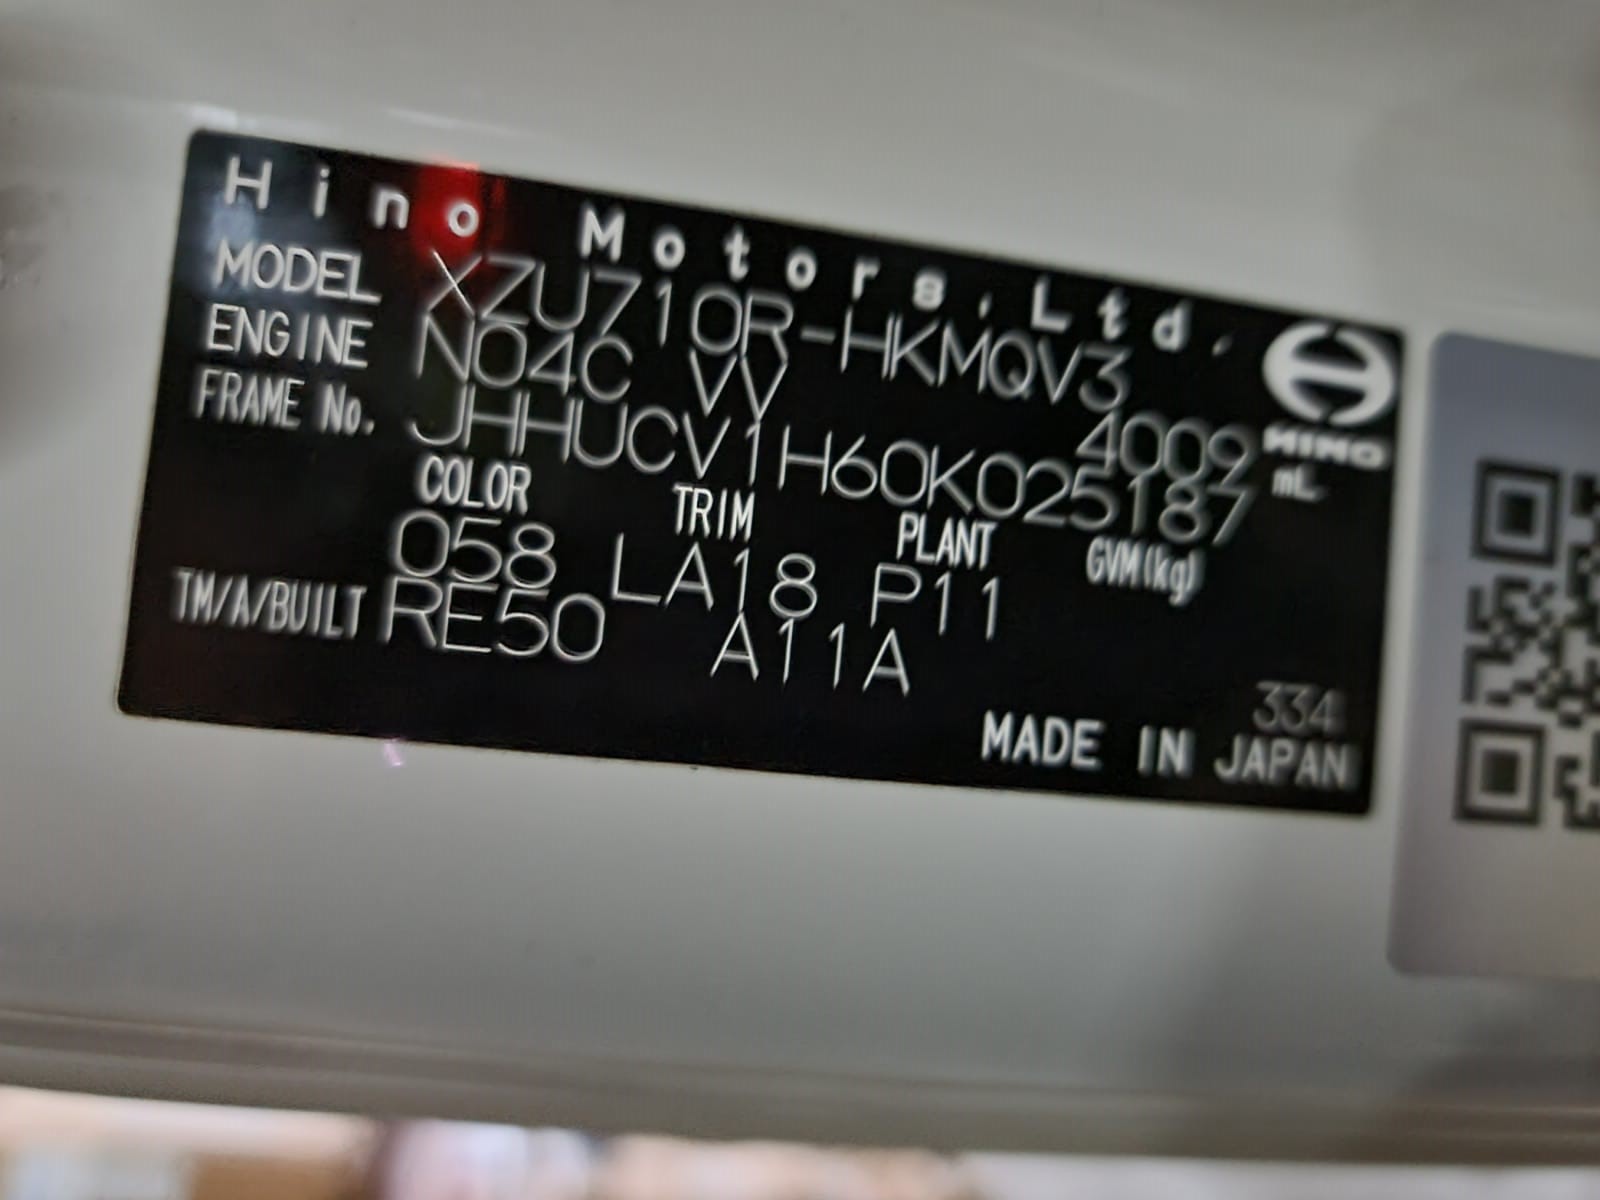 Hino Motors, Ltd.
MODEL XZU710R-HKMQV3
ENGINE N04C VV 4009 mL
FRAME No. JHHUCV1H60K025187
COLOR TRIM PLANT GVM(kg)
058 LA18 P11
TM/A/BUILT RE50 A11A
334
MADE IN JAPAN
HINO